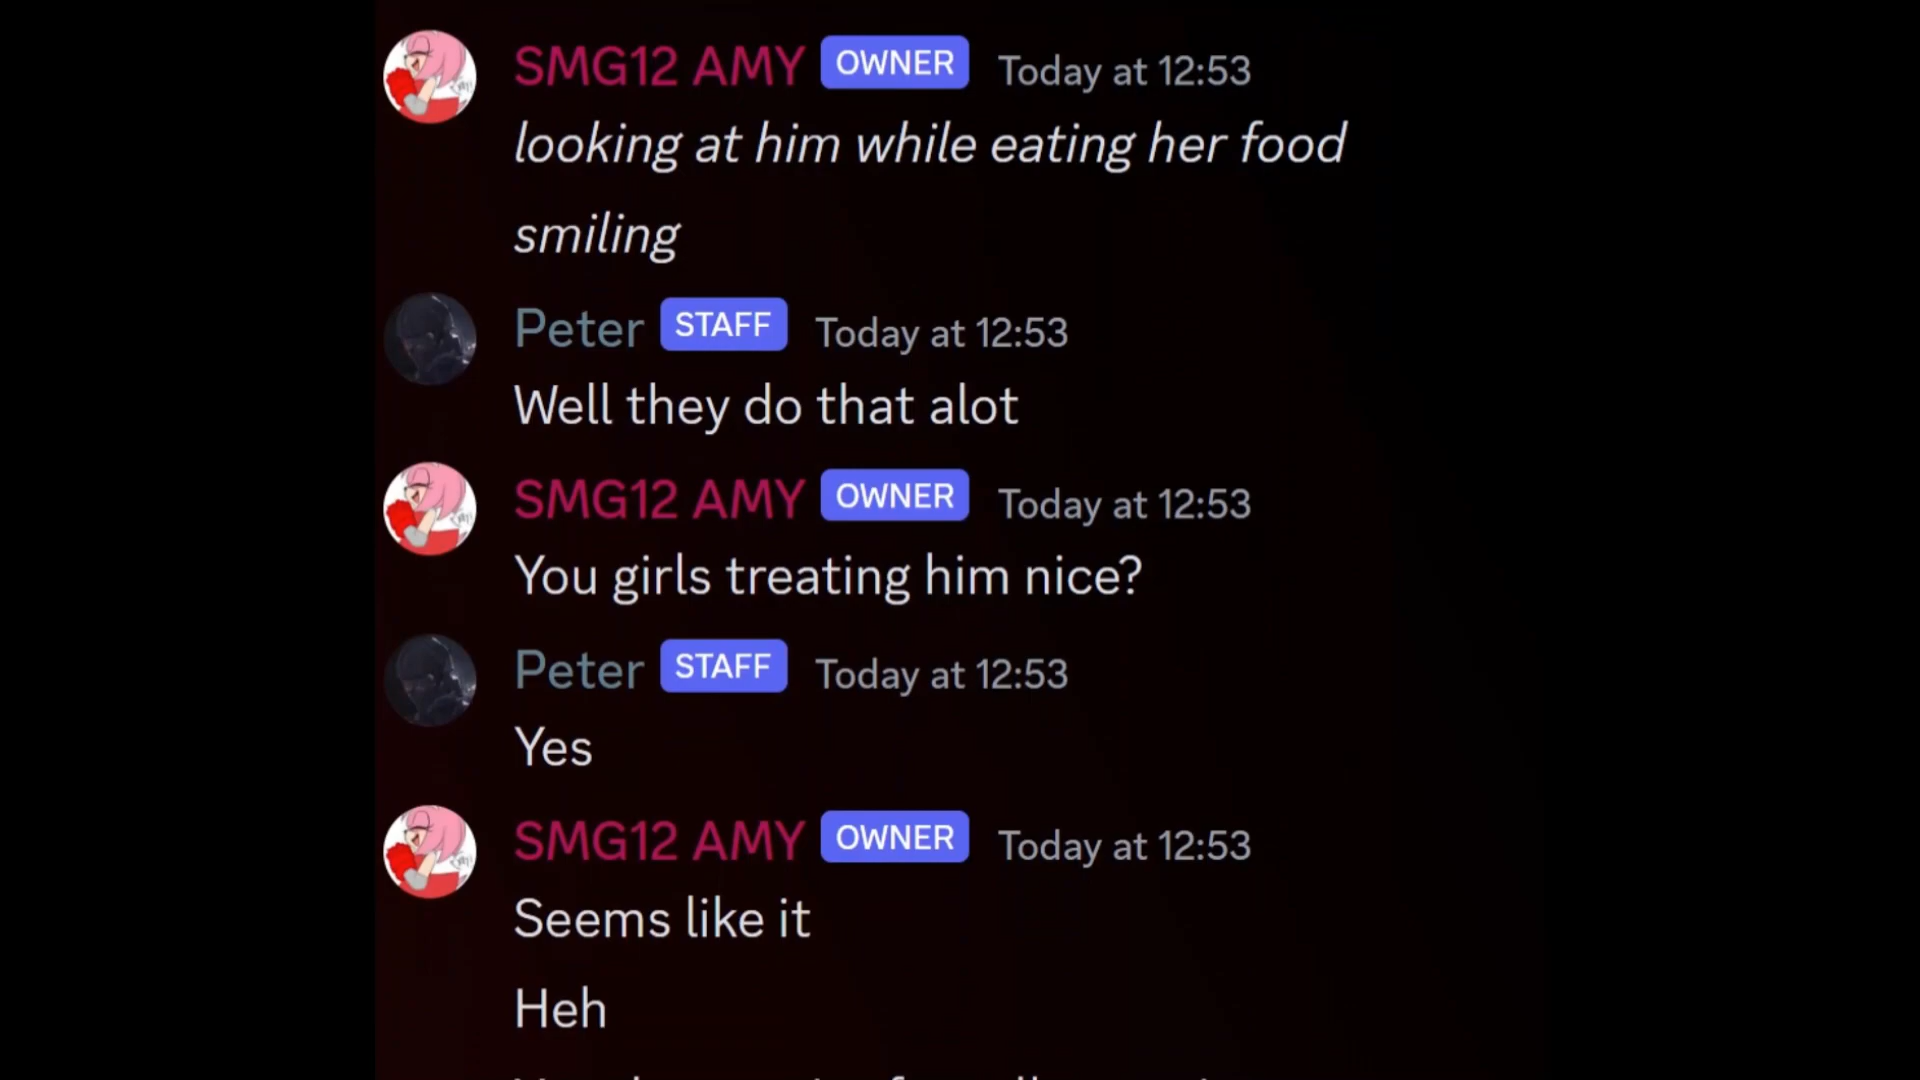 SMG12 AMY OWNER Today at 12:53
looking at him while eating her food
smiling
Peter STAFF Today at 12:53
Well they do that alot
SMG12 AMY OWNER Today at 12:53
You girls treating him nice?
Peter STAFF Today at 12:53
Yes
SMG12 AMY OWNER Today at 12:53
Seems like it
Heh